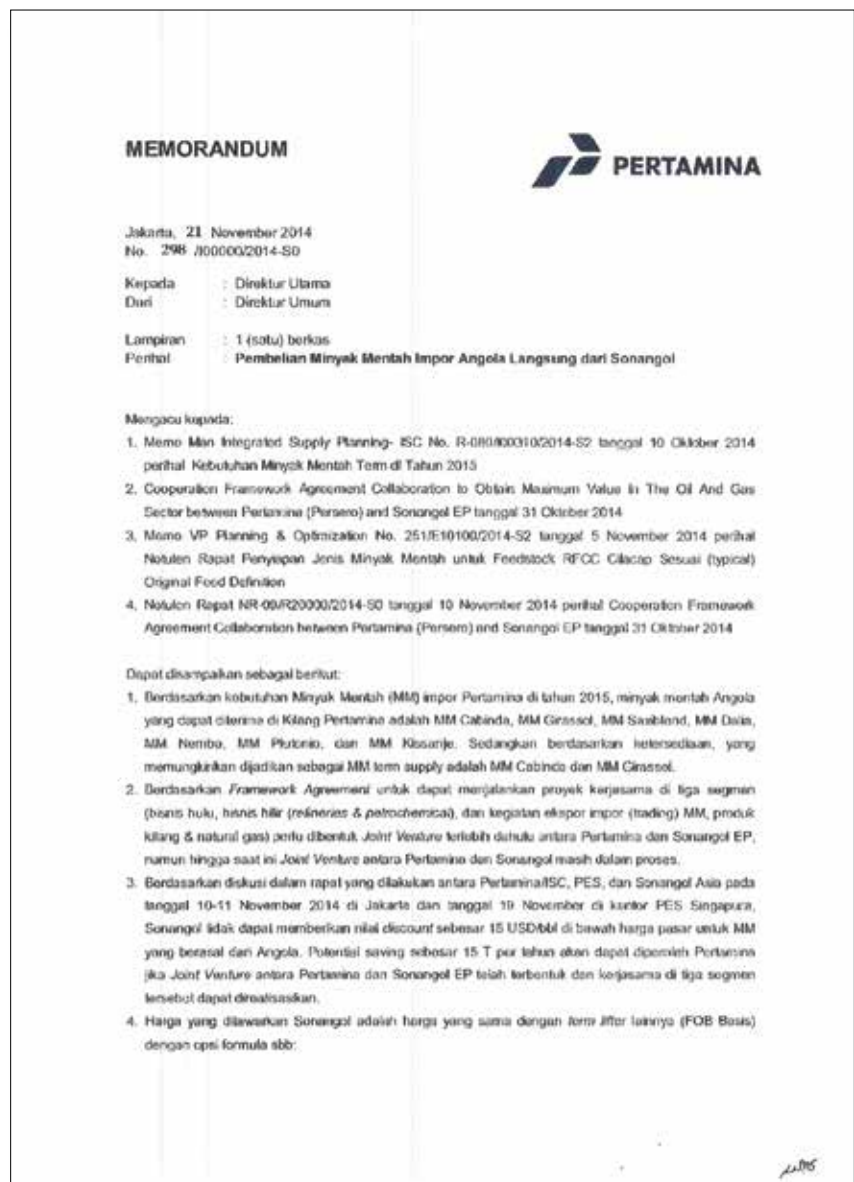 MEMORANDUM
PERTAMINA
Jakarta, 21 November 2014
No. 298 /I00000/2014-S0
Kepada : Direktur Utama
Dari : Direktur Umum
Lampiran : 1 (satu) berkas
Perihal : Pembelian Minyak Mentah Impor Angola Langsung dari Sonangol
Mengacu kepada:
1. Memo Man Integrated Supply Planning- ISC No. R-080/I00310/2014-S2 tanggal 10 Oktober 2014
perihal Kebutuhan Minyak Mentah Term di Tahun 2015
2. Cooperation Framework Agreement Collaboration to Obtain Maximum Value In The Oil And Gas
Sector between Pertamina (Persero) and Sonangol EP tanggal 31 Oktober 2014
3. Memo VP Planning & Optimization No. 251/E10100/2014-S2 tanggal 5 November 2014 perihal
Notulen Rapat Penyiapan Jenis Minyak Mentah untuk Feedstock RFCC Cilacap Sesuai (typical)
Original Feed Definition
4. Notulen Rapat NR-09/R20000/2014-S0 tanggal 10 November 2014 perihal Cooperation Framework
Agreement Collaboration between Pertamina (Persero) and Sonangol EP tanggal 31 Oktober 2014
Dapat disampaikan sebagai berikut:
1. Berdasarkan kebutuhan Minyak Mentah (MM) impor Pertamina di tahun 2015, minyak mentah Angola
yang dapat diterima di Kilang Pertamina adalah MM Cabinda, MM Girassol, MM Saxiblend, MM Dalia,
MM Nemba, MM Plutonio, dan MM Kissanje. Sedangkan berdasarkan ketersediaan, yang
memungkinkan dijadikan sebagai MM term supply adalah MM Cabinda dan MM Girassol.
2. Berdasarkan Framework Agreement untuk dapat menjalankan proyek kerjasama di tiga segmen
(bisnis hulu, bisnis hilir (refineries & petrochemical), dan kegiatan ekspor impor (trading) MM, produk
kilang & natural gas) perlu dibentuk Joint Venture terlebih dahulu antara Pertamina dan Sonangol EP,
namun hingga saat ini Joint Venture antara Pertamina dan Sonangol masih dalam proses.
3. Berdasarkan diskusi dalam rapat yang dilakukan antara Pertamina/ISC, PES, dan Sonangol Asia pada
tanggal 10-11 November 2014 di Jakarta dan tanggal 19 November di kantor PES Singapura,
Sonangol tidak dapat memberikan nilai discount sebesar 15 USD/bbl di bawah harga pasar untuk MM
yang berasal dari Angola. Potential saving sebesar 15 T per tahun akan dapat diperoleh Pertamina
jika Joint Venture antara Pertamina dan Sonangol EP telah terbentuk dan kerjasama di tiga segmen
tersebut dapat direalisasikan.
4. Harga yang ditawarkan Sonangol adalah harga yang sama dengan term lifter lainnya (FOB Basis)
dengan opsi formula sbb: